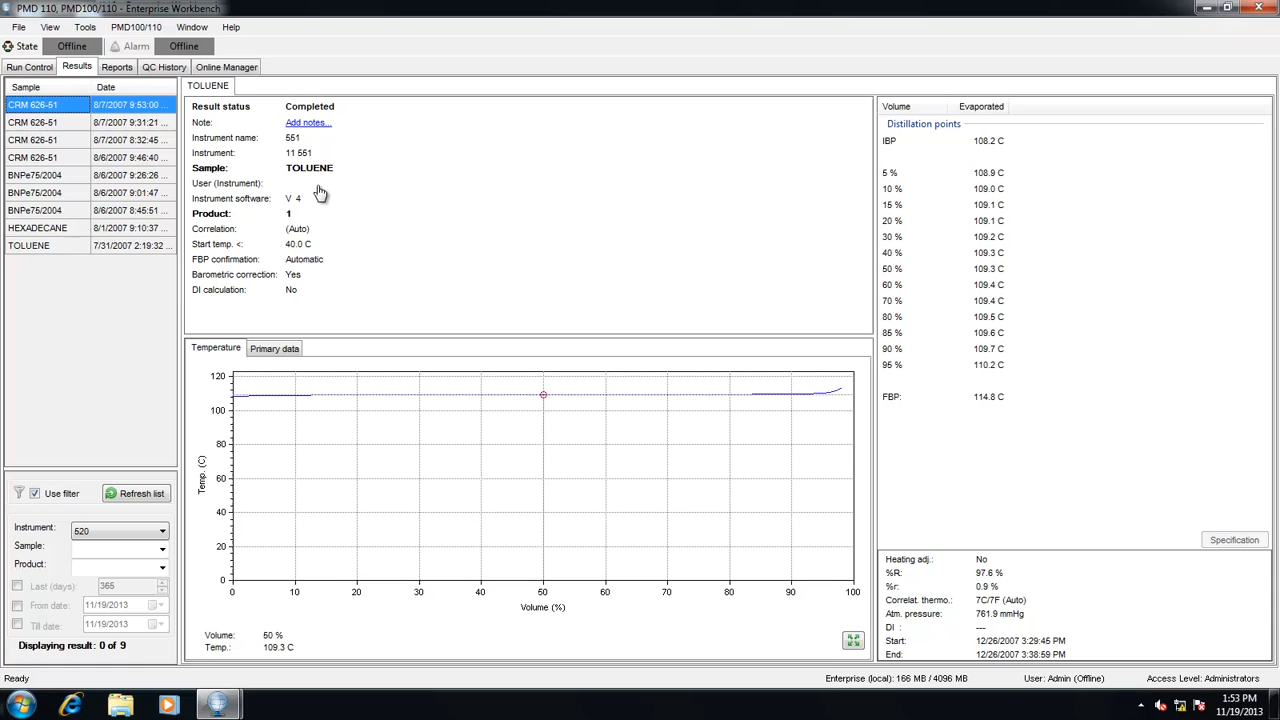 PMD 110, PMD100/110 - Enterprise Workbench
File View Tools PMD100/110 Window Help
State Offline Alarm Offline
Run Control Results Reports QC History Online Manager
Sample Date
CRM 626-51 8/7/2007 9:53:00 ...
CRM 626-51 8/7/2007 9:31:21 ...
CRM 626-51 8/7/2007 8:32:45 ...
CRM 626-51 8/6/2007 9:46:40 ...
BNPe75/2004 8/6/2007 9:26:26 ...
BNPe75/2004 8/6/2007 9:01:47 ...
BNPe75/2004 8/6/2007 8:45:51 ...
HEXADECANE 8/1/2007 9:10:37 ...
TOLUENE 7/31/2007 2:19:32 ...
Use filter Refresh list
Instrument: 520
Sample:
Product:
Last (days): 365
From date: 11/19/2013
Till date: 11/19/2013
Displaying result: 0 of 9
TOLUENE
Result status Completed
Note: Add notes...
Instrument name: 551
Instrument: 11 551
Sample: TOLUENE
User (Instrument):
Instrument software: V 4
Product: 1
Correlation: (Auto)
Start temp. <: 40.0 C
FBP confirmation: Automatic
Barometric correction: Yes
DI calculation: No
Temperature Primary data
120
100
80
60
40
20
0
Temp. (C)
0 10 20 30 40 50 60 70 80 90 100
Volume (%)
Volume: 50 %
Temp.: 109.3 C
Volume Evaporated
Distillation points
IBP 108.2 C
5 % 108.9 C
10 % 109.0 C
15 % 109.1 C
20 % 109.1 C
30 % 109.2 C
40 % 109.3 C
50 % 109.3 C
60 % 109.4 C
70 % 109.4 C
80 % 109.5 C
85 % 109.6 C
90 % 109.7 C
95 % 110.2 C
FBP: 114.8 C
Specification
Heating adj.: No
%R: 97.6 %
%r: 0.9 %
Correlat. thermo.: 7C/7F (Auto)
Atm. pressure: 761.9 mmHg
DI : ---
Start: 12/26/2007 3:29:45 PM
End: 12/26/2007 3:38:59 PM
Ready Enterprise (local): 166 MB / 4096 MB User: Admin (Offline) Access Level: Administrators
1:53 PM
11/19/2013